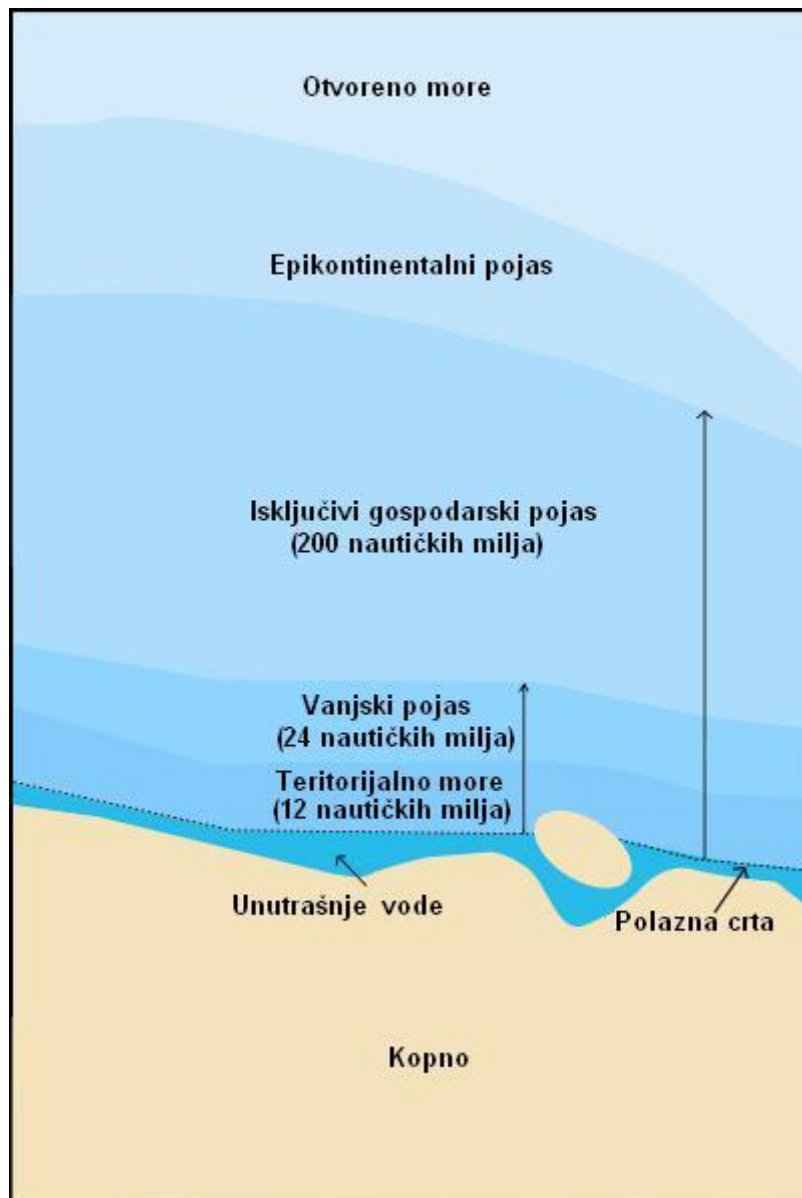 Otvoreno more
Epikontinentalni pojas
Isključivi gospodarski pojas
(200 nautičkih milja)
Vanjski pojas
(24 nautičkih milja)
Teritorijalno more
(12 nautičkih milja)
Unutrašnje vode
Polazna crta
Kopno